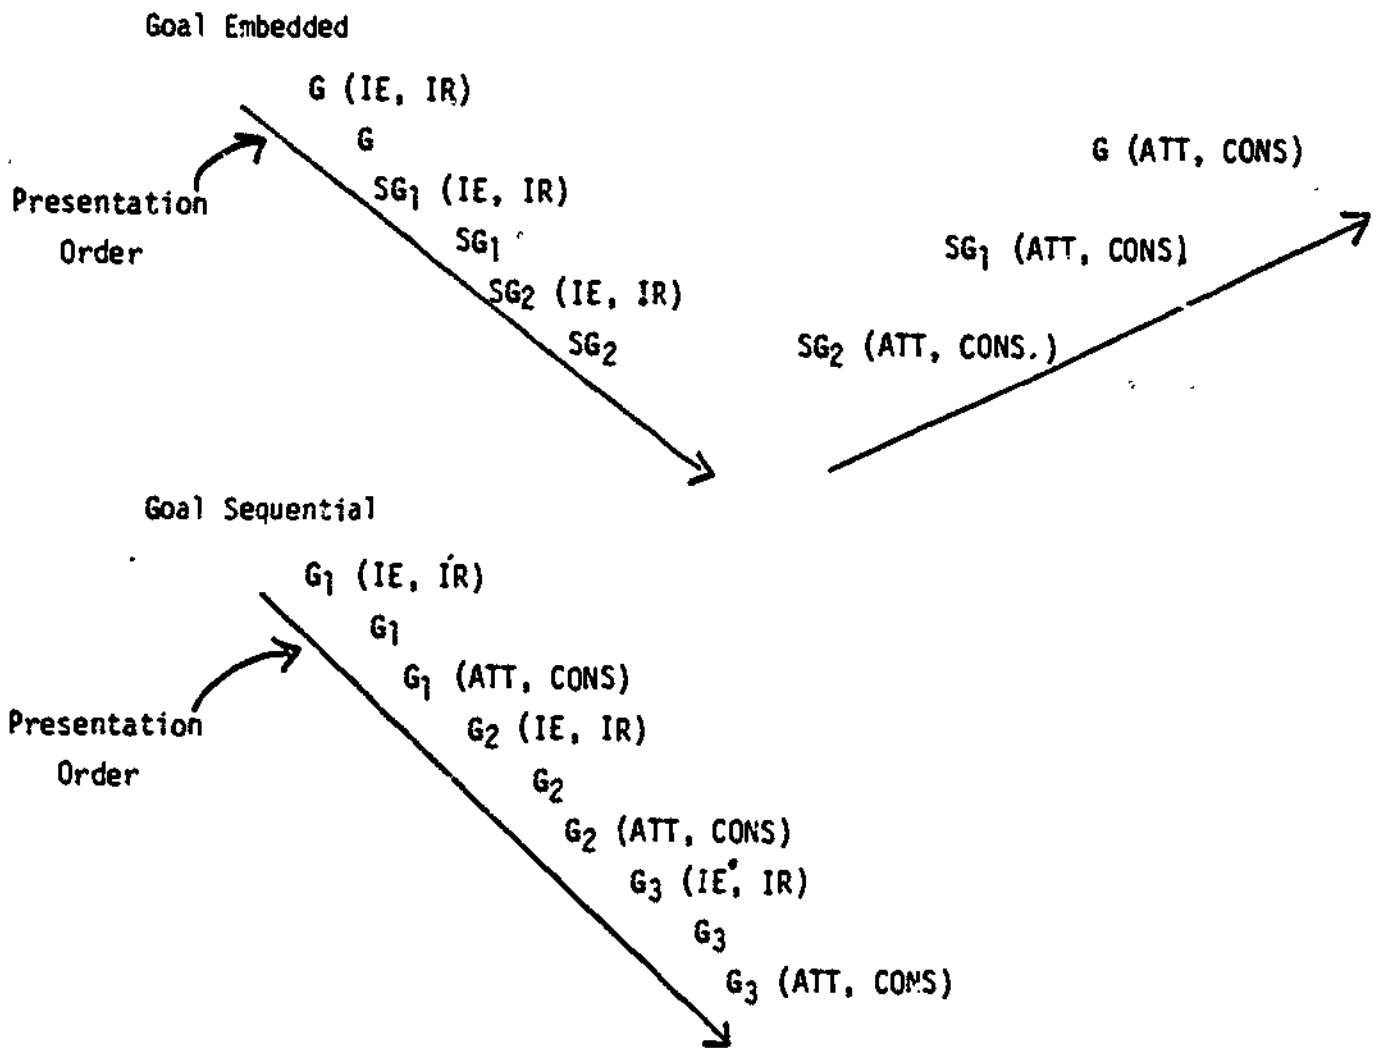 Goal Embedded
G (IE, IR)
G
SG₁ (IE, IR)
SG₁
SG₂ (IE, IR)
SG₂
Presentation
Order
G (ATT, CONS)
SG₁ (ATT, CONS)
SG₂ (ATT, CONS.)
Goal Sequential
G₁ (IE, IR)
G₁
G₁ (ATT, CONS)
G₂ (IE, IR)
G₂
G₂ (ATT, CONS)
G₃ (IE, IR)
G₃
G₃ (ATT, CONS)
Presentation
Order